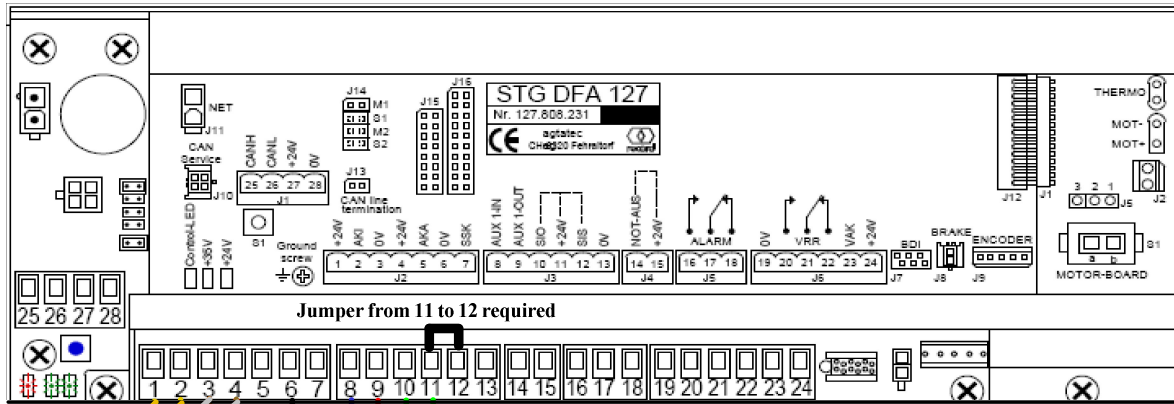 J16
J14
J15
STG DFA 127
Nr. 127.808.231
agtatec
CH-8320 Fehraltorf
record
CE
M1
S1
M2
S2
NET
J11
CAN
Service
J10
CANH
CANL
+24V
0V
25 26 27 28
J1
J13
CAN line
termination
S1
Control-LED
+35V
+24V
Ground
screw
+24V
AKI
0V
+24V
AKA
0V
SSK
1 2 3 4 5 6 7
J2
AUX 1-IN
AUX 1-OUT
SIO
+24V
SIS
0V
8 9 10 11 12 13
J3
NOT-AUS
+24V
14 15
J4
ALARM
16 17 18
J5
0V
VRR
VAK
+24V
19 20 21 22 23 24
J6
BDI
J7
BRAKE
J8
ENCODER
J9
J12
J1
THERMO
MOT-
MOT+
J2
3 2 1
J5
S1
a b
MOTOR-BOARD
25 26 27 28
Jumper from 11 to 12 required
1 2 3 4 5 6 7 8 9 10 11 12 13 14 15 16 17 18 19 20 21 22 23 24